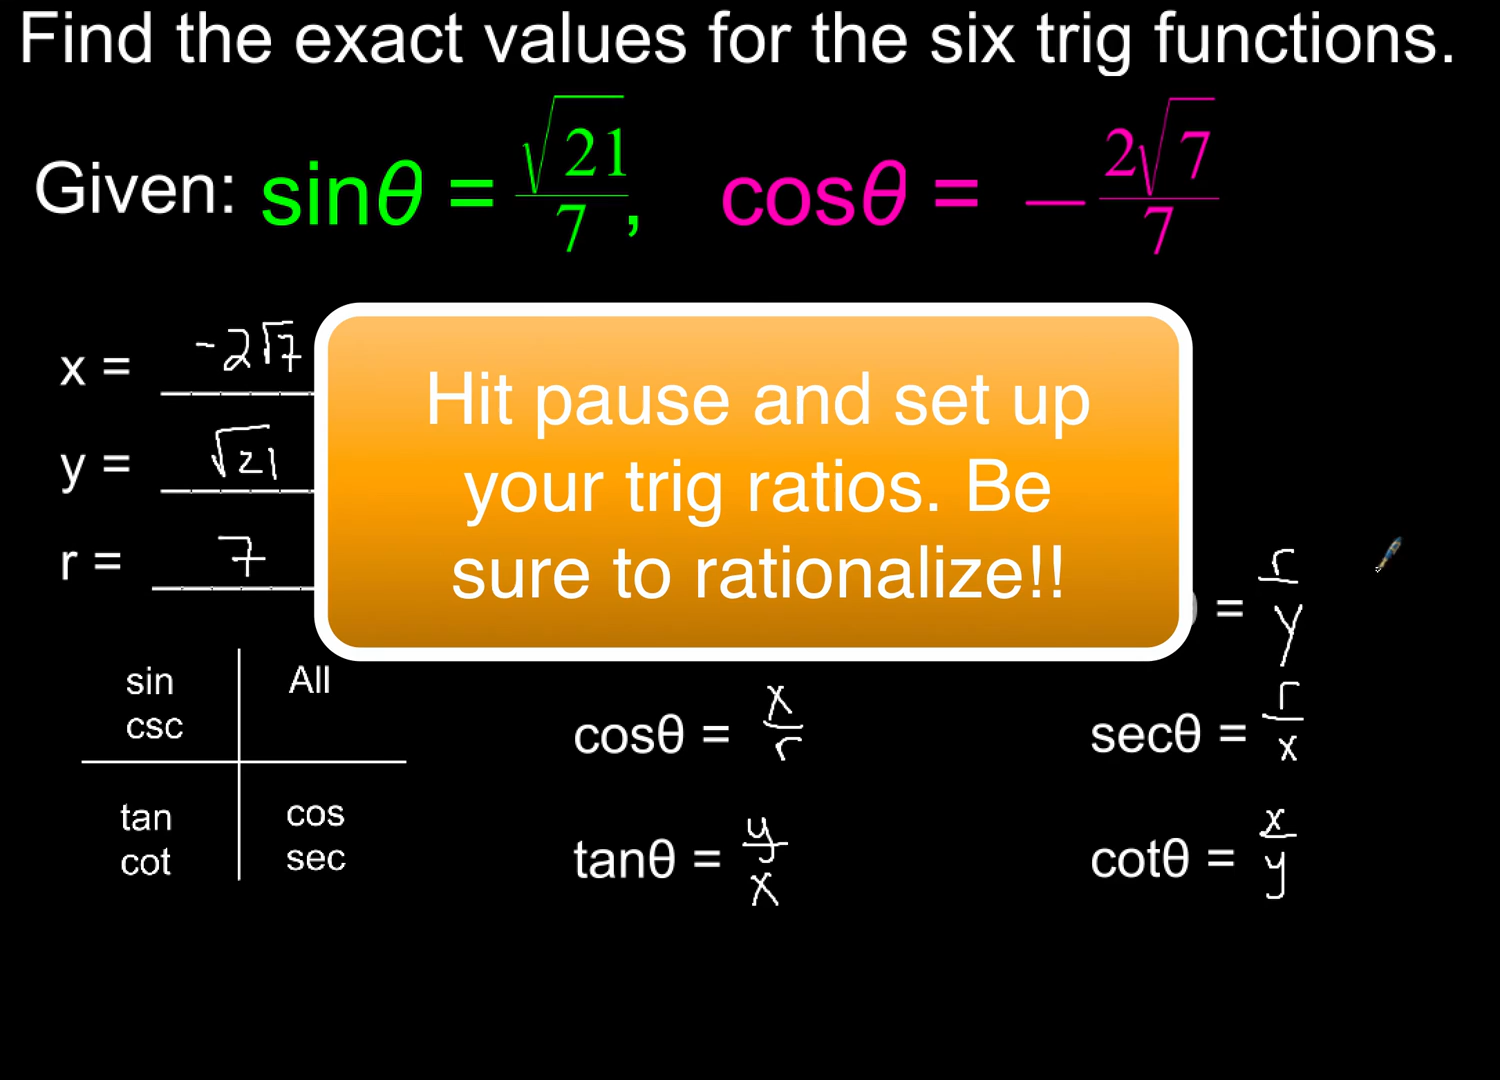 Find the exact values for the six trig functions.
Given: sinθ = √21/7, cosθ = −2√7/7
x = -2√7
y = √21
r = 7
Hit pause and set up
your trig ratios. Be
sure to rationalize!!
= r/y
sin All
csc
tan cos
cot sec
cosθ = x/r secθ = r/x
tanθ = y/x cotθ = x/y